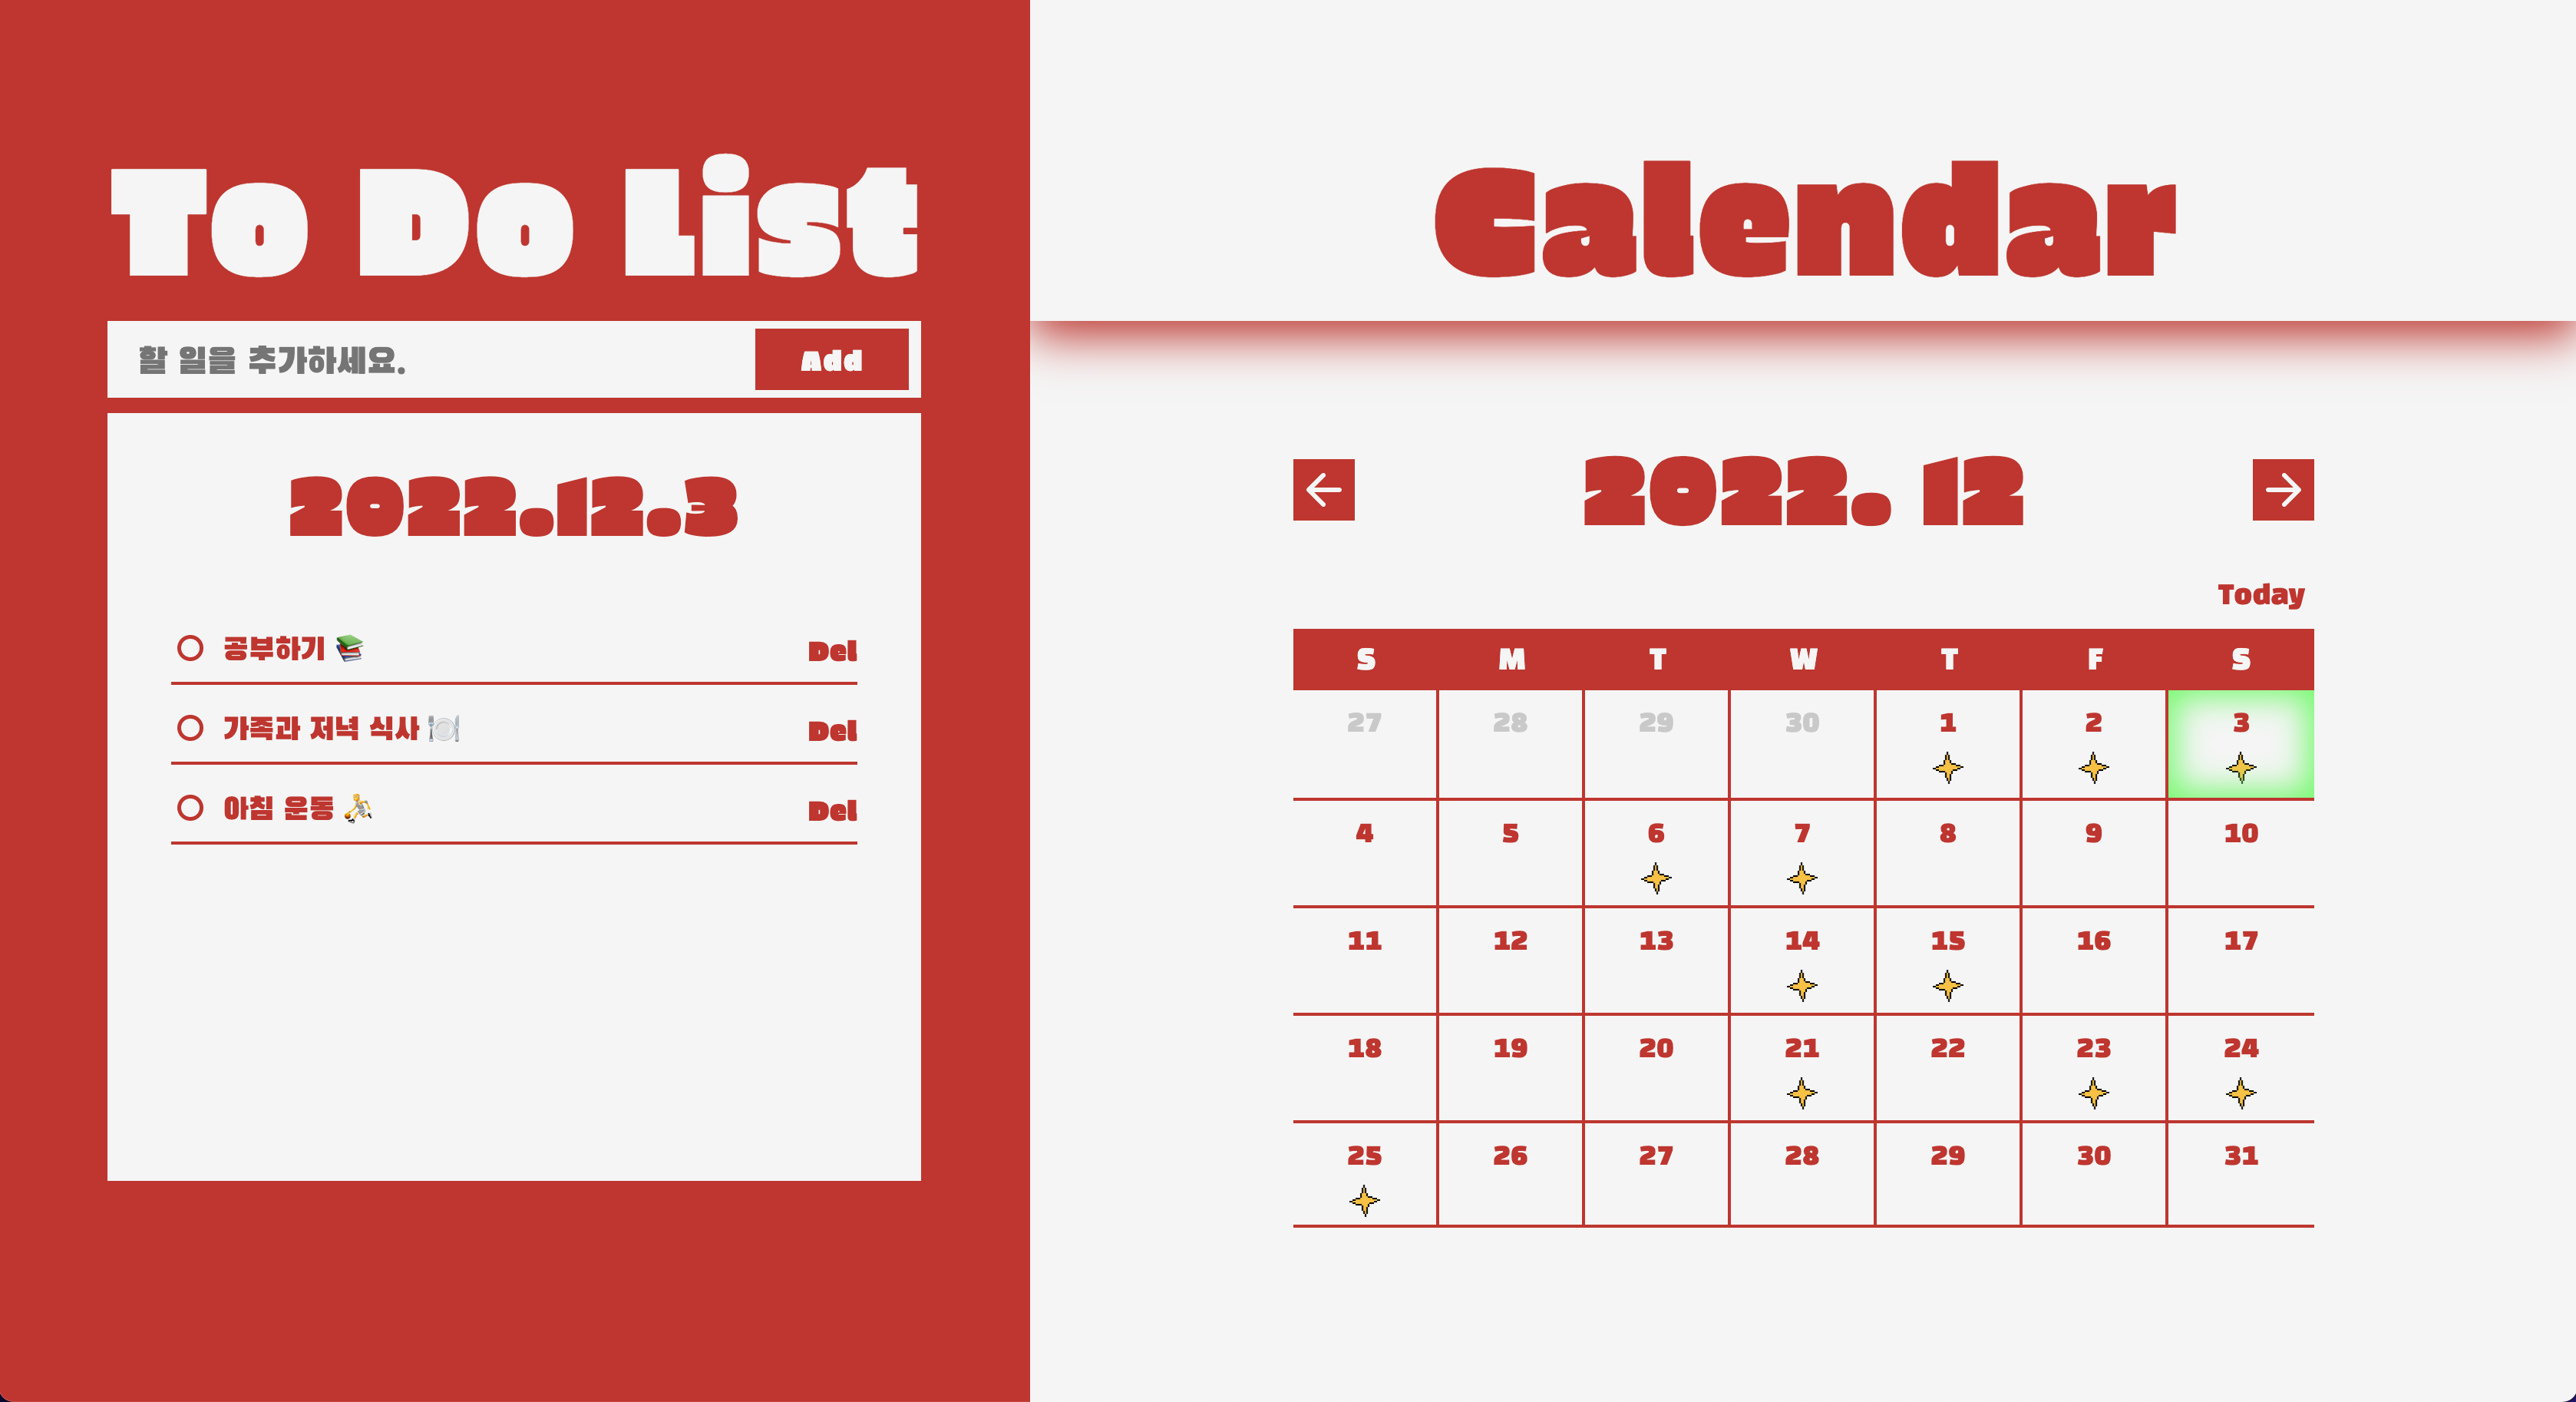 To Do List
할 일을 추가하세요. Add
2022.12.3
공부하기 Del
가족과 저녁 식사 Del
아침 운동 Del
Calendar
2022. 12
Today
S M T W T F S
27 28 29 30 1 2 3
4 5 6 7 8 9 10
11 12 13 14 15 16 17
18 19 20 21 22 23 24
25 26 27 28 29 30 31